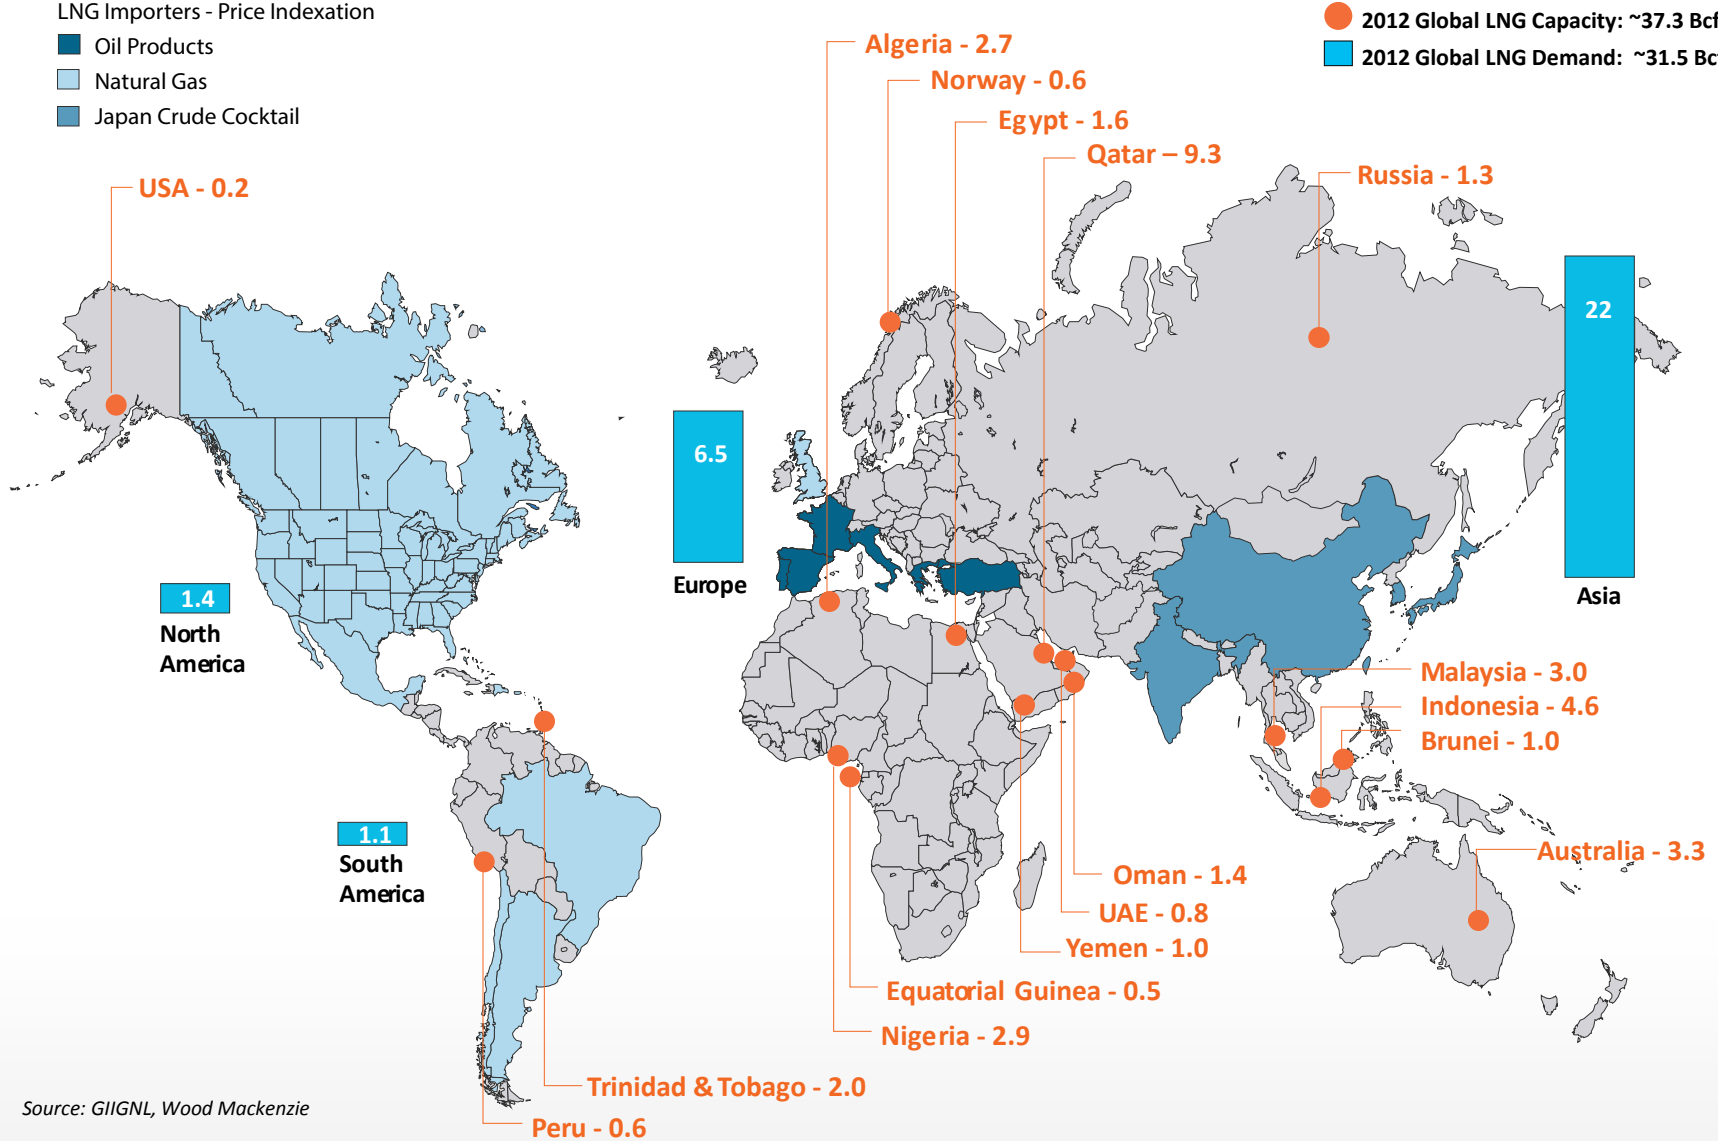 LNG Importers - Price Indexation
Oil Products
Natural Gas
Japan Crude Cocktail
2012 Global LNG Capacity: ~37.3 Bcf
2012 Global LNG Demand: ~31.5 Bc
Algeria - 2.7
Norway - 0.6
Egypt - 1.6
Qatar – 9.3
Russia - 1.3
USA - 0.2
22
6.5
Europe
Asia
1.4
North
America
Malaysia - 3.0
Indonesia - 4.6
Brunei - 1.0
1.1
South
America
Australia - 3.3
Oman - 1.4
UAE - 0.8
Yemen - 1.0
Equatorial Guinea - 0.5
Nigeria - 2.9
Trinidad & Tobago - 2.0
Peru - 0.6
Source: GIIGNL, Wood Mackenzie